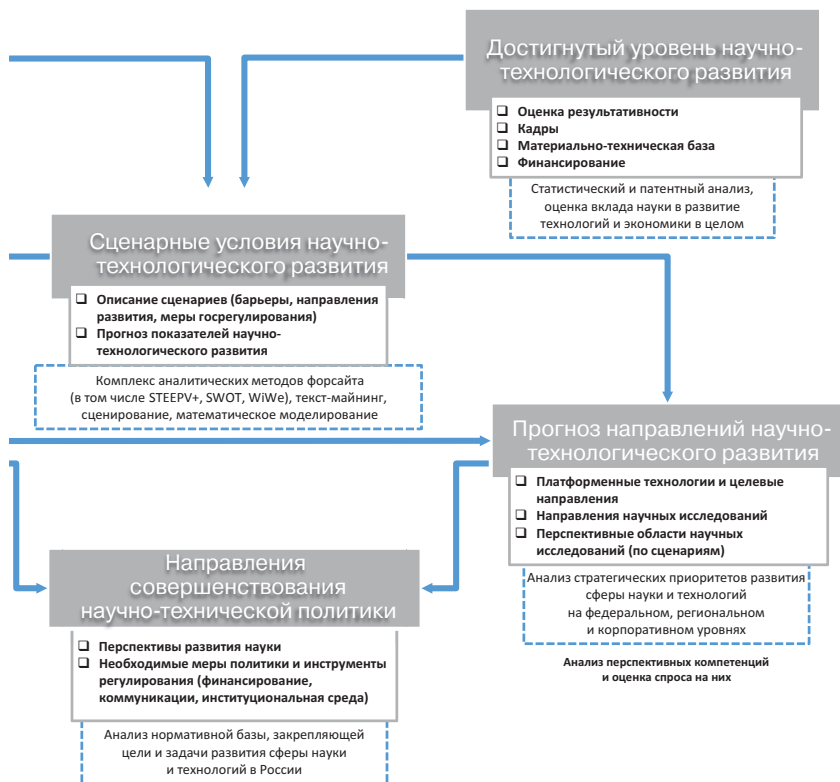 Достигнутый уровень научно-
технологического развития
❑ Оценка результативности
❑ Кадры
❑ Материально-техническая база
❑ Финансирование
Статистический и патентный анализ,
оценка вклада науки в развитие
технологий и экономики в целом
Сценарные условия научно-
технологического развития
❑ Описание сценариев (барьеры, направления
развития, меры госрегулирования)
❑ Прогноз показателей научно-
технологического развития
Комплекс аналитических методов форсайта
(в том числе STEEPV+, SWOT, WiWe), текст-майнинг,
сценирование, математическое моделирование
Прогноз направлений научно-
технологического развития
❑ Платформенные технологии и целевые
направления
❑ Направления научных исследований
❑ Перспективные области научных
исследований (по сценариям)
Анализ стратегических приоритетов развития
сферы науки и технологий
на федеральном, региональном
и корпоративном уровнях
Анализ перспективных компетенций
и оценка спроса на них
Направления
совершенствования
научно-технической политики
❑ Перспективы развития науки
❑ Необходимые меры политики и инструменты
регулирования (финансирование,
коммуникации, институциональная среда)
Анализ нормативной базы, закрепляющей
цели и задачи развития сферы науки
и технологий в России